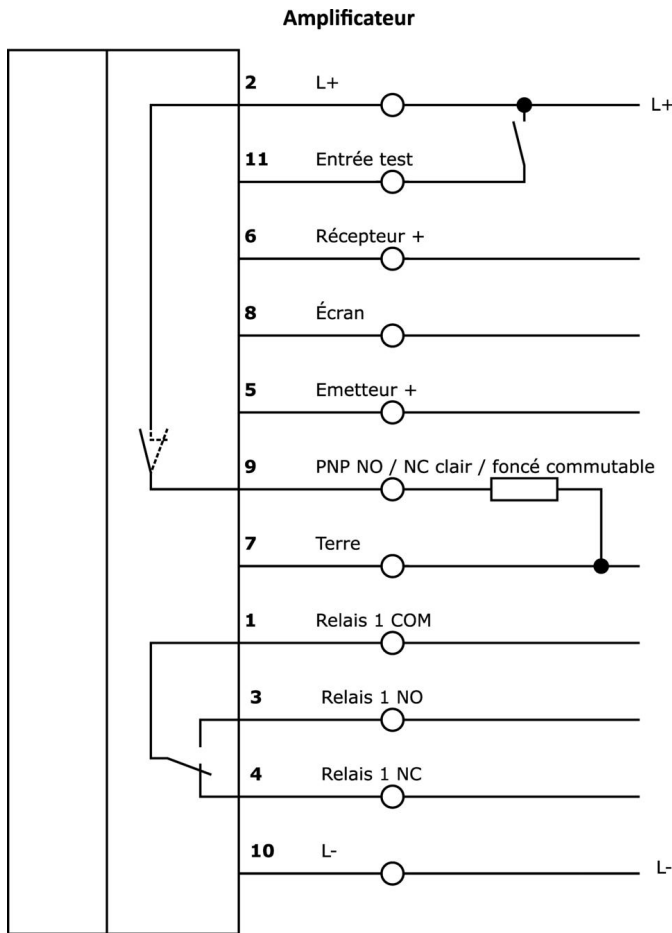 Amplificateur
2 L+
L+
11 Entrée test
6 Récepteur +
8 Écran
5 Emetteur +
9 PNP NO / NC clair / foncé commutable
7 Terre
1 Relais 1 COM
3 Relais 1 NO
4 Relais 1 NC
10 L-
L-